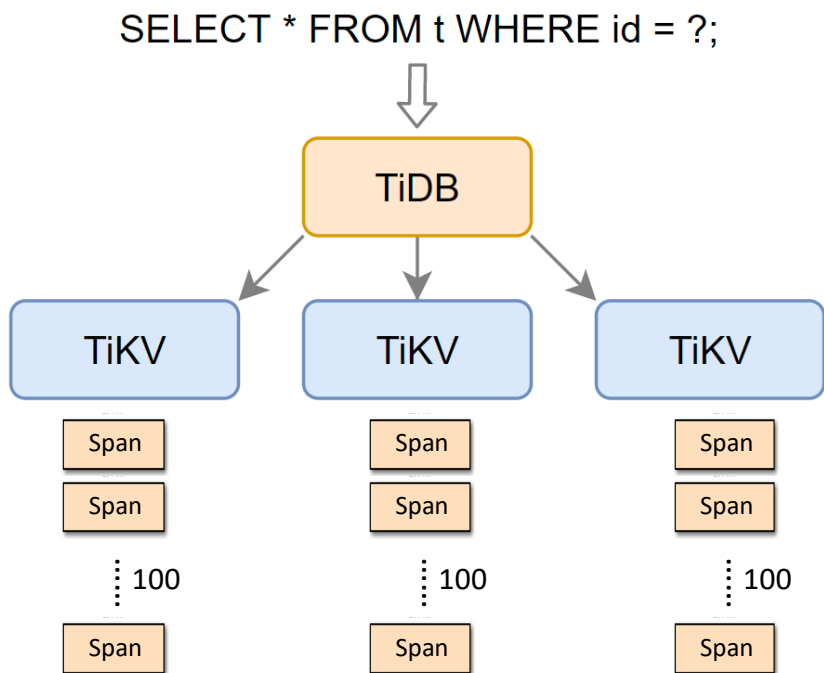 SELECT * FROM t WHERE id = ?;
TiDB
TiKV TiKV TiKV
Span Span Span
Span Span Span
100 100 100
Span Span Span